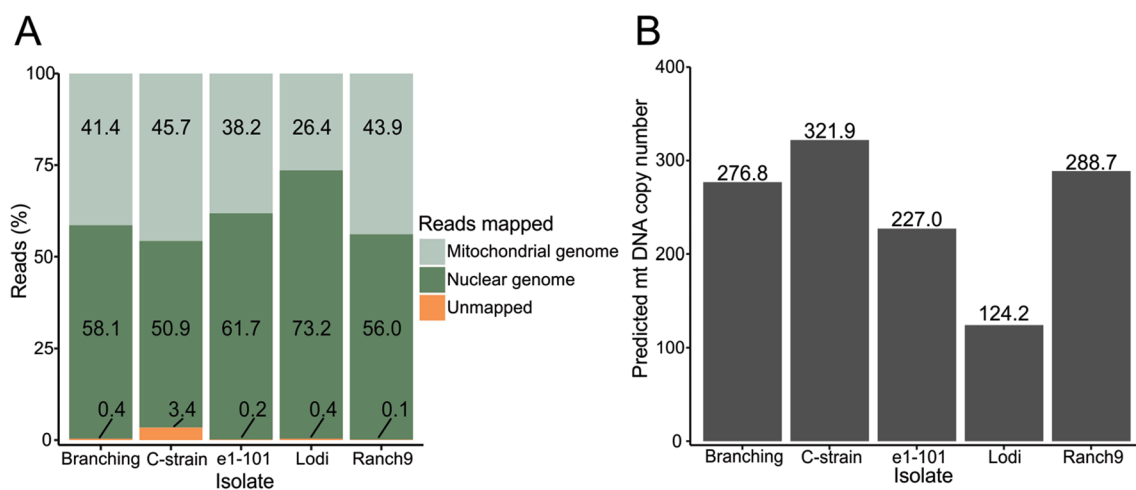 A
100
75
50
25
0
Reads (%)
41.4 45.7 38.2 26.4 43.9
58.1 50.9 61.7 73.2 56.0
0.4 3.4 0.2 0.4 0.1
Branching C-strain e1-101 Lodi Ranch9
Isolate
Reads mapped
Mitochondrial genome
Nuclear genome
Unmapped
B
400
300
200
100
0
Predicted mt DNA copy number
276.8 321.9 227.0 124.2 288.7
Branching C-strain e1-101 Lodi Ranch9
Isolate